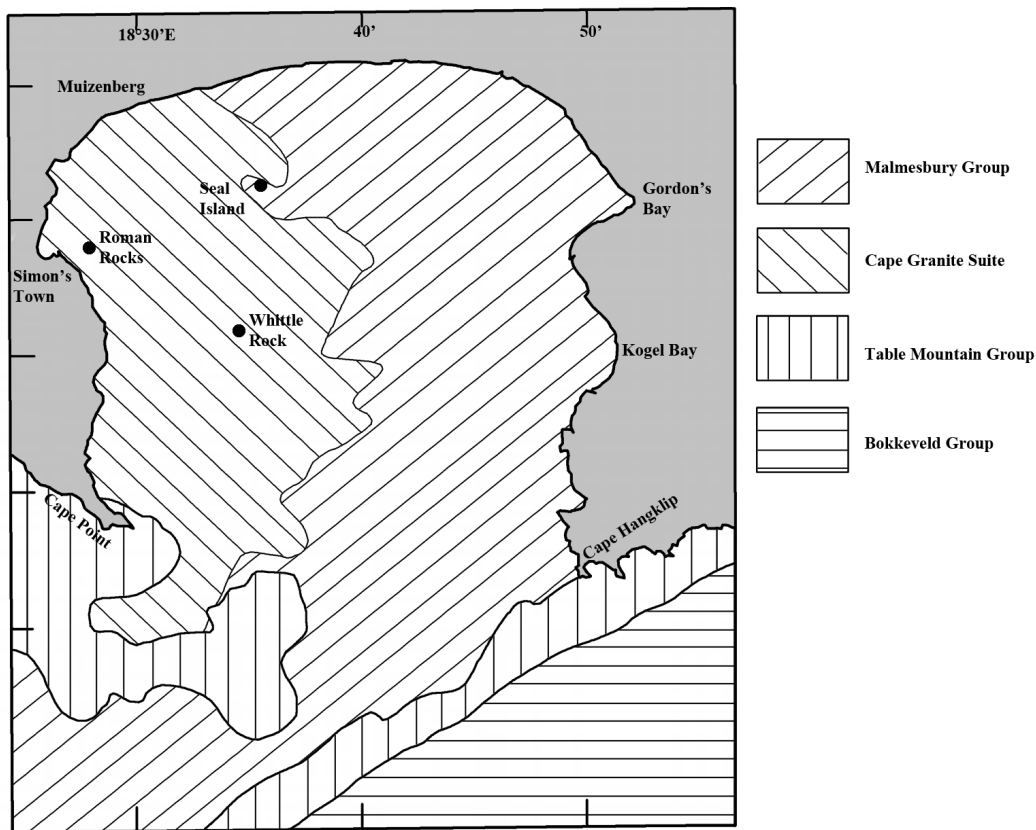 18°30’E
40’
50’
Muizenberg
Seal
Island
Gordon’s
Bay
Roman
Rocks
Simon’s
Town
Whittle
Rock
Kogel Bay
Cape Point
Cape Hangklip
Malmesbury Group
Cape Granite Suite
Table Mountain Group
Bokkeveld Group